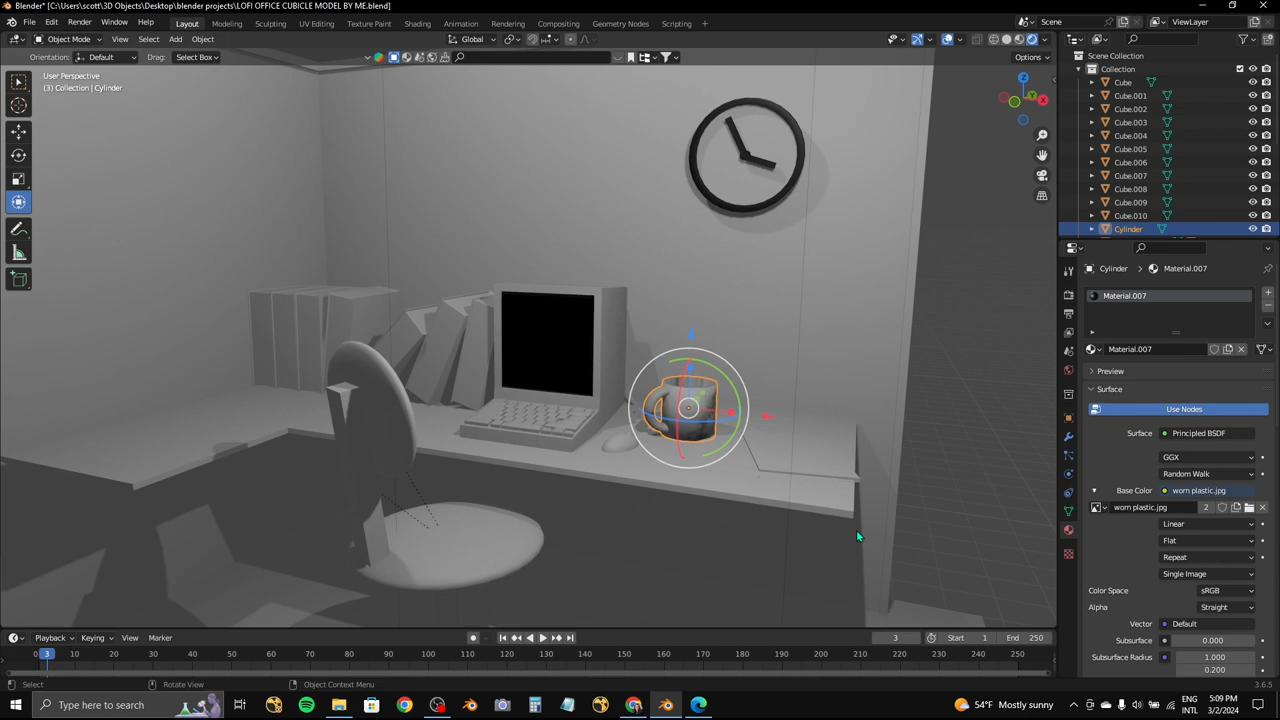 Blender* [C:\Users\scott\3D Objects\Desktop\blender projects\LOFI OFFICE CUBICLE MODEL BY ME.blend]
File Edit Render Window Help Layout Modeling Sculpting UV Editing Texture Paint Shading Animation Rendering Compositing Geometry Nodes Scripting + Scene ViewLayer
Object Mode View Select Add Object Global
Orientation: Default Drag: Select Box Options
User Perspective
(3) Collection | Cylinder
Z
X
Y
Scene Collection
Collection
Cube
Cube.001
Cube.002
Cube.003
Cube.004
Cube.005
Cube.006
Cube.007
Cube.008
Cube.009
Cube.010
Cylinder
Cylinder > Material.007
Material.007
Material.007
Preview
Surface
Use Nodes
Surface Principled BSDF
GGX
Random Walk
Base Color worn plastic.jpg
worn plastic.jpg 2
Linear
Flat
Repeat
Single Image
Color Space sRGB
Alpha Straight
Vector Default
Subsurface 0.000
Subsurface Radius 1.000
0.200
Playback Keying View Marker 3 Start 1 End 250
0 3 20 30 40 50 60 70 80 90 100 110 120 130 140 150 160 170 180 190 200 210 220 230 240 250
Select Rotate View Object Context Menu 3.6.5
Type here to search 54°F Mostly sunny ENG INTL 5:09 PM 3/2/2024